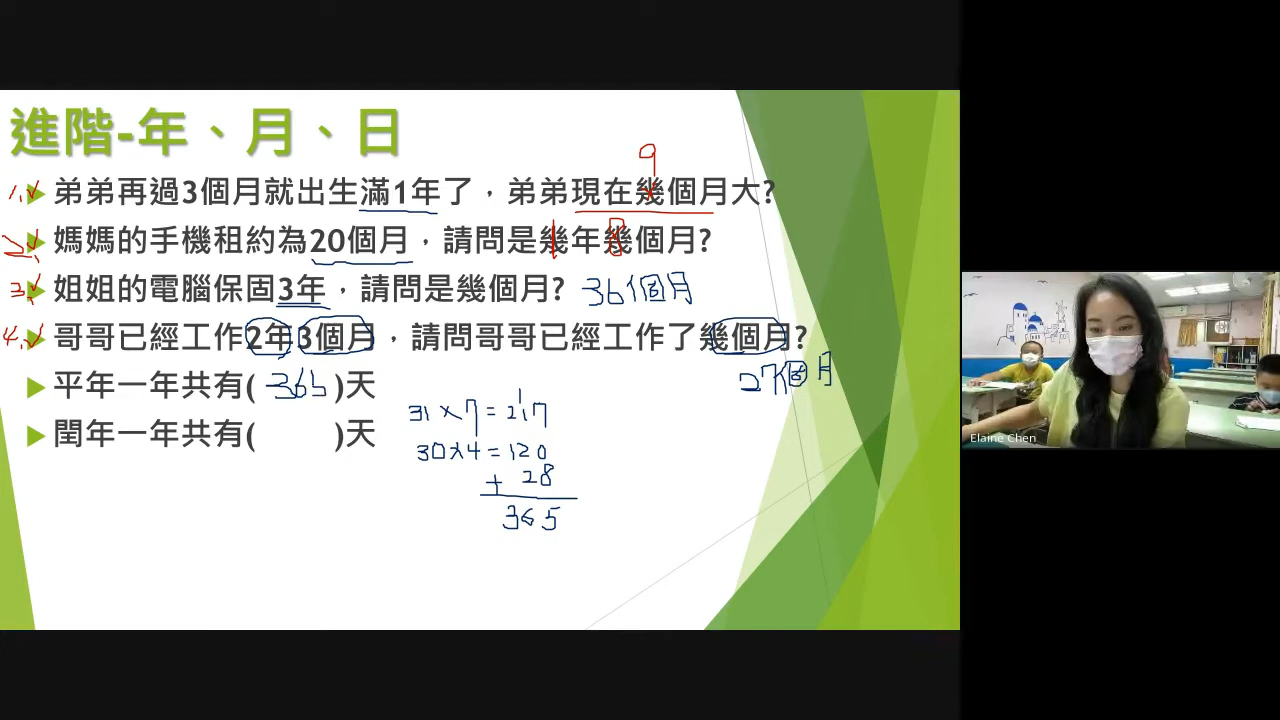 進階-年、月、日
9
1. 弟弟再過3個月就出生滿1年了，弟弟現在幾個月大?
2. 媽媽的手機租約為20個月，請問是幾年幾個月?
1 8
3. 姐姐的電腦保固3年，請問是幾個月? 36個月
4. 哥哥已經工作2年3個月，請問哥哥已經工作了幾個月?
27個月
平年一年共有( 365 )天
31×7=217
閏年一年共有( )天
30×4=120
+ 28
365
Elaine Chen